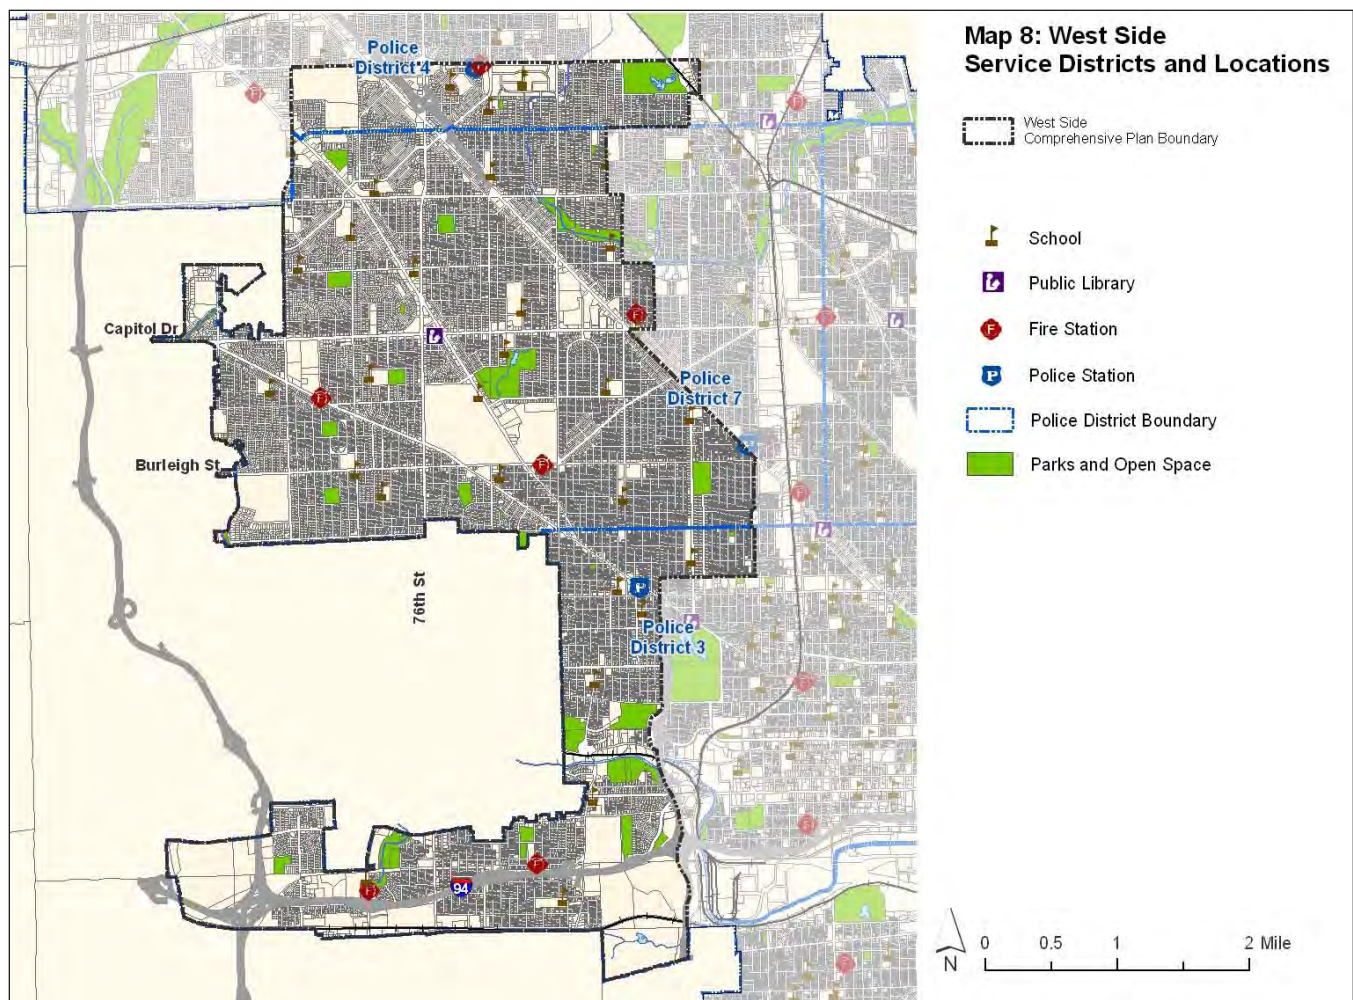 Map 8: West Side
Service Districts and Locations
West Side
Comprehensive Plan Boundary
School
Public Library
F
Fire Station
P
Police Station
Police District Boundary
Parks and Open Space
Police
District 4
Capitol Dr
Police
District 7
Burleigh St
76th St
P
Police
District 3
94
N
0 0.5 1 2 Mile